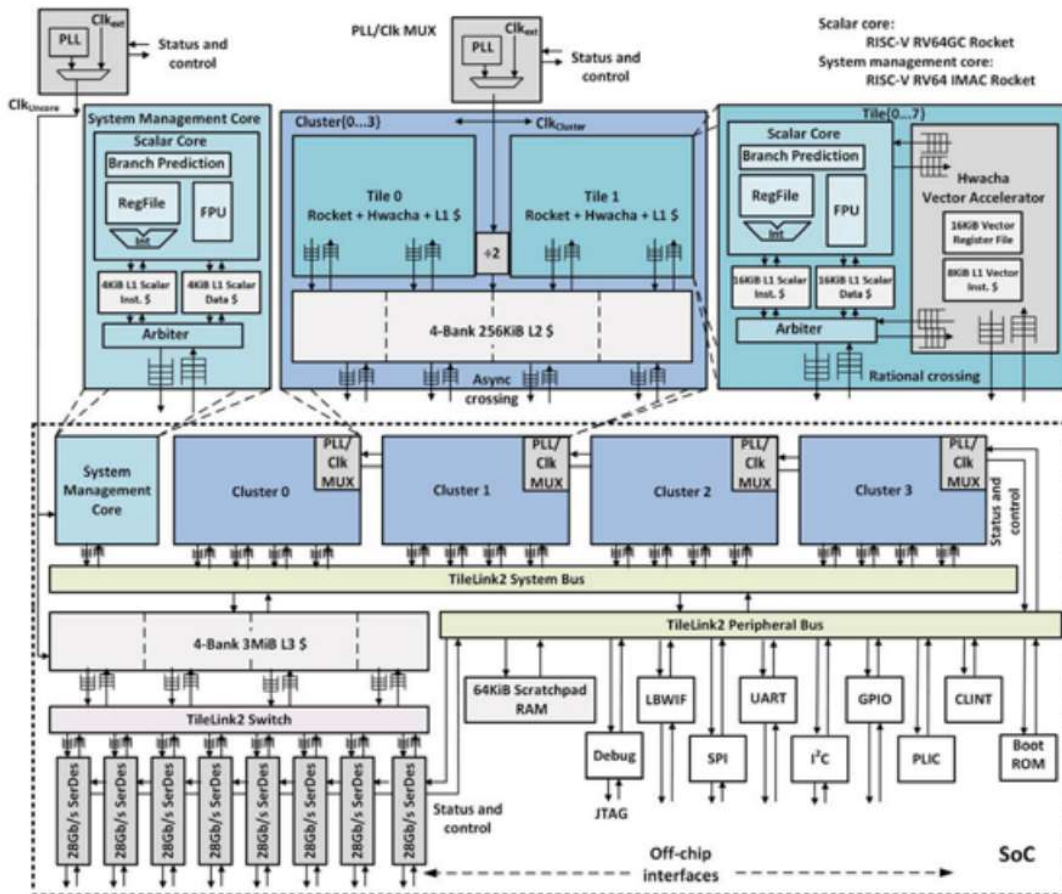 PLL
Clk_ext
Status and
control
Clk_Uncore
PLL/Clk MUX
PLL
Clk_ext
Status and
control
Scalar core:
RISC-V RV64GC Rocket
System management core:
RISC-V RV64 IMAC Rocket
System Management Core
Scalar Core
Branch Prediction
RegFile
FPU
Int
4KiB L1 Scalar
Inst. $
4KiB L1 Scalar
Data $
Arbiter
Cluster{0...3}
Clk_Cluster
Tile 0
Rocket + Hwacha + L1 $
Tile 1
Rocket + Hwacha + L1 $
÷2
4-Bank 256KiB L2 $
Async
crossing
Tile{0...7}
Scalar Core
Branch Prediction
RegFile
FPU
Int
16KiB L1 Scalar
Inst. $
16KiB L1 Scalar
Data $
Arbiter
Hwacha
Vector Accelerator
16KiB Vector
Register File
8KiB L1 Vector
Inst. $
Rational crossing
System
Management
Core
Cluster 0
PLL/
Clk
MUX
Cluster 1
PLL/
Clk
MUX
Cluster 2
PLL/
Clk
MUX
Cluster 3
PLL/
Clk
MUX
Status and
control
TileLink2 System Bus
4-Bank 3MiB L3 $
TileLink2 Peripheral Bus
TileLink2 Switch
64KiB Scratchpad
RAM
Debug
JTAG
LBWIF
SPI
UART
I²C
GPIO
PLIC
CLINT
Boot
ROM
28Gb/s SerDes
28Gb/s SerDes
28Gb/s SerDes
28Gb/s SerDes
28Gb/s SerDes
28Gb/s SerDes
28Gb/s SerDes
28Gb/s SerDes
Status and
control
Off-chip
interfaces
SoC